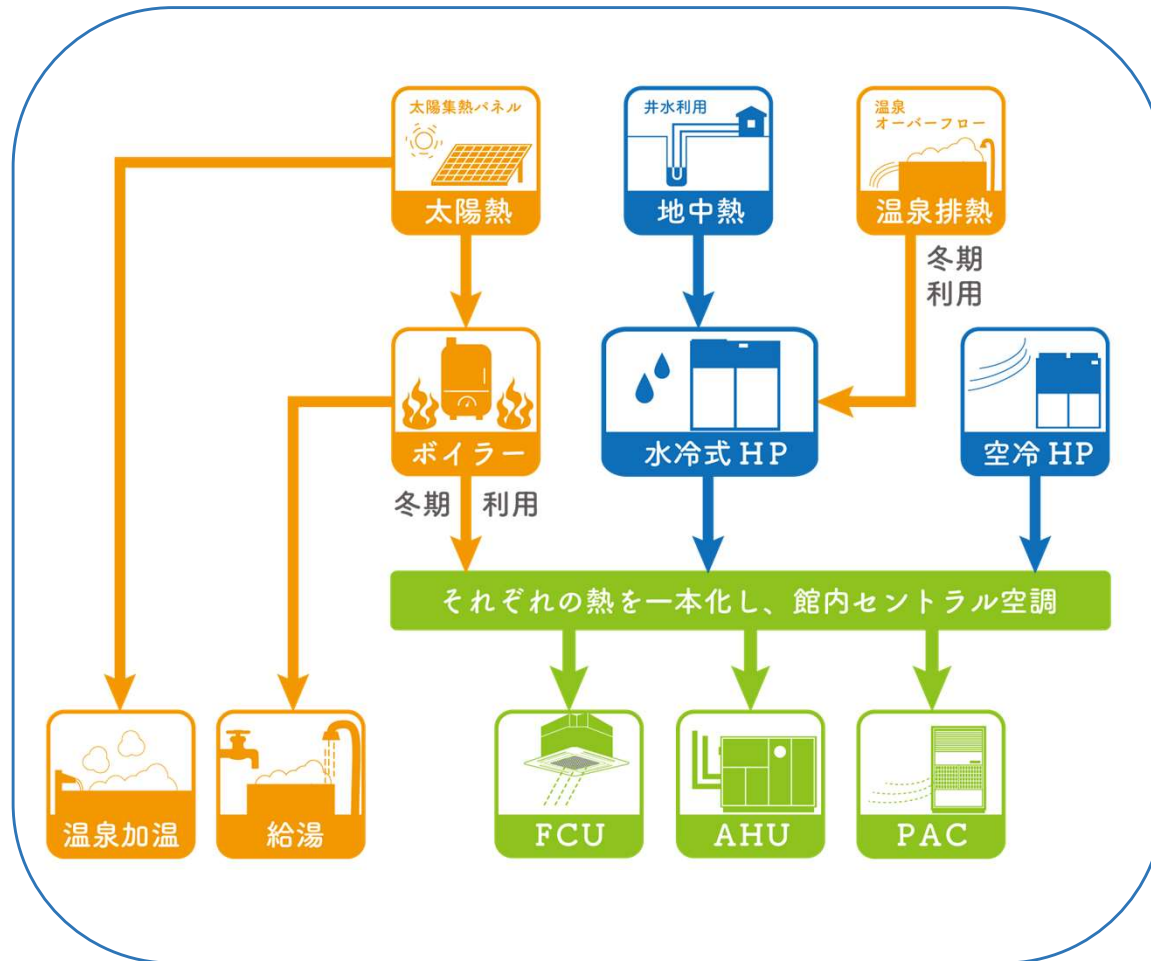 太陽集熱パネル
太陽熱
井水利用
地中熱
温泉
オーバーフロー
温泉排熱
冬期
利用
ボイラー
水冷式HP
空冷HP
冬期 利用
それぞれの熱を一本化し、館内セントラル空調
温泉加温
給湯
FCU
AHU
PAC